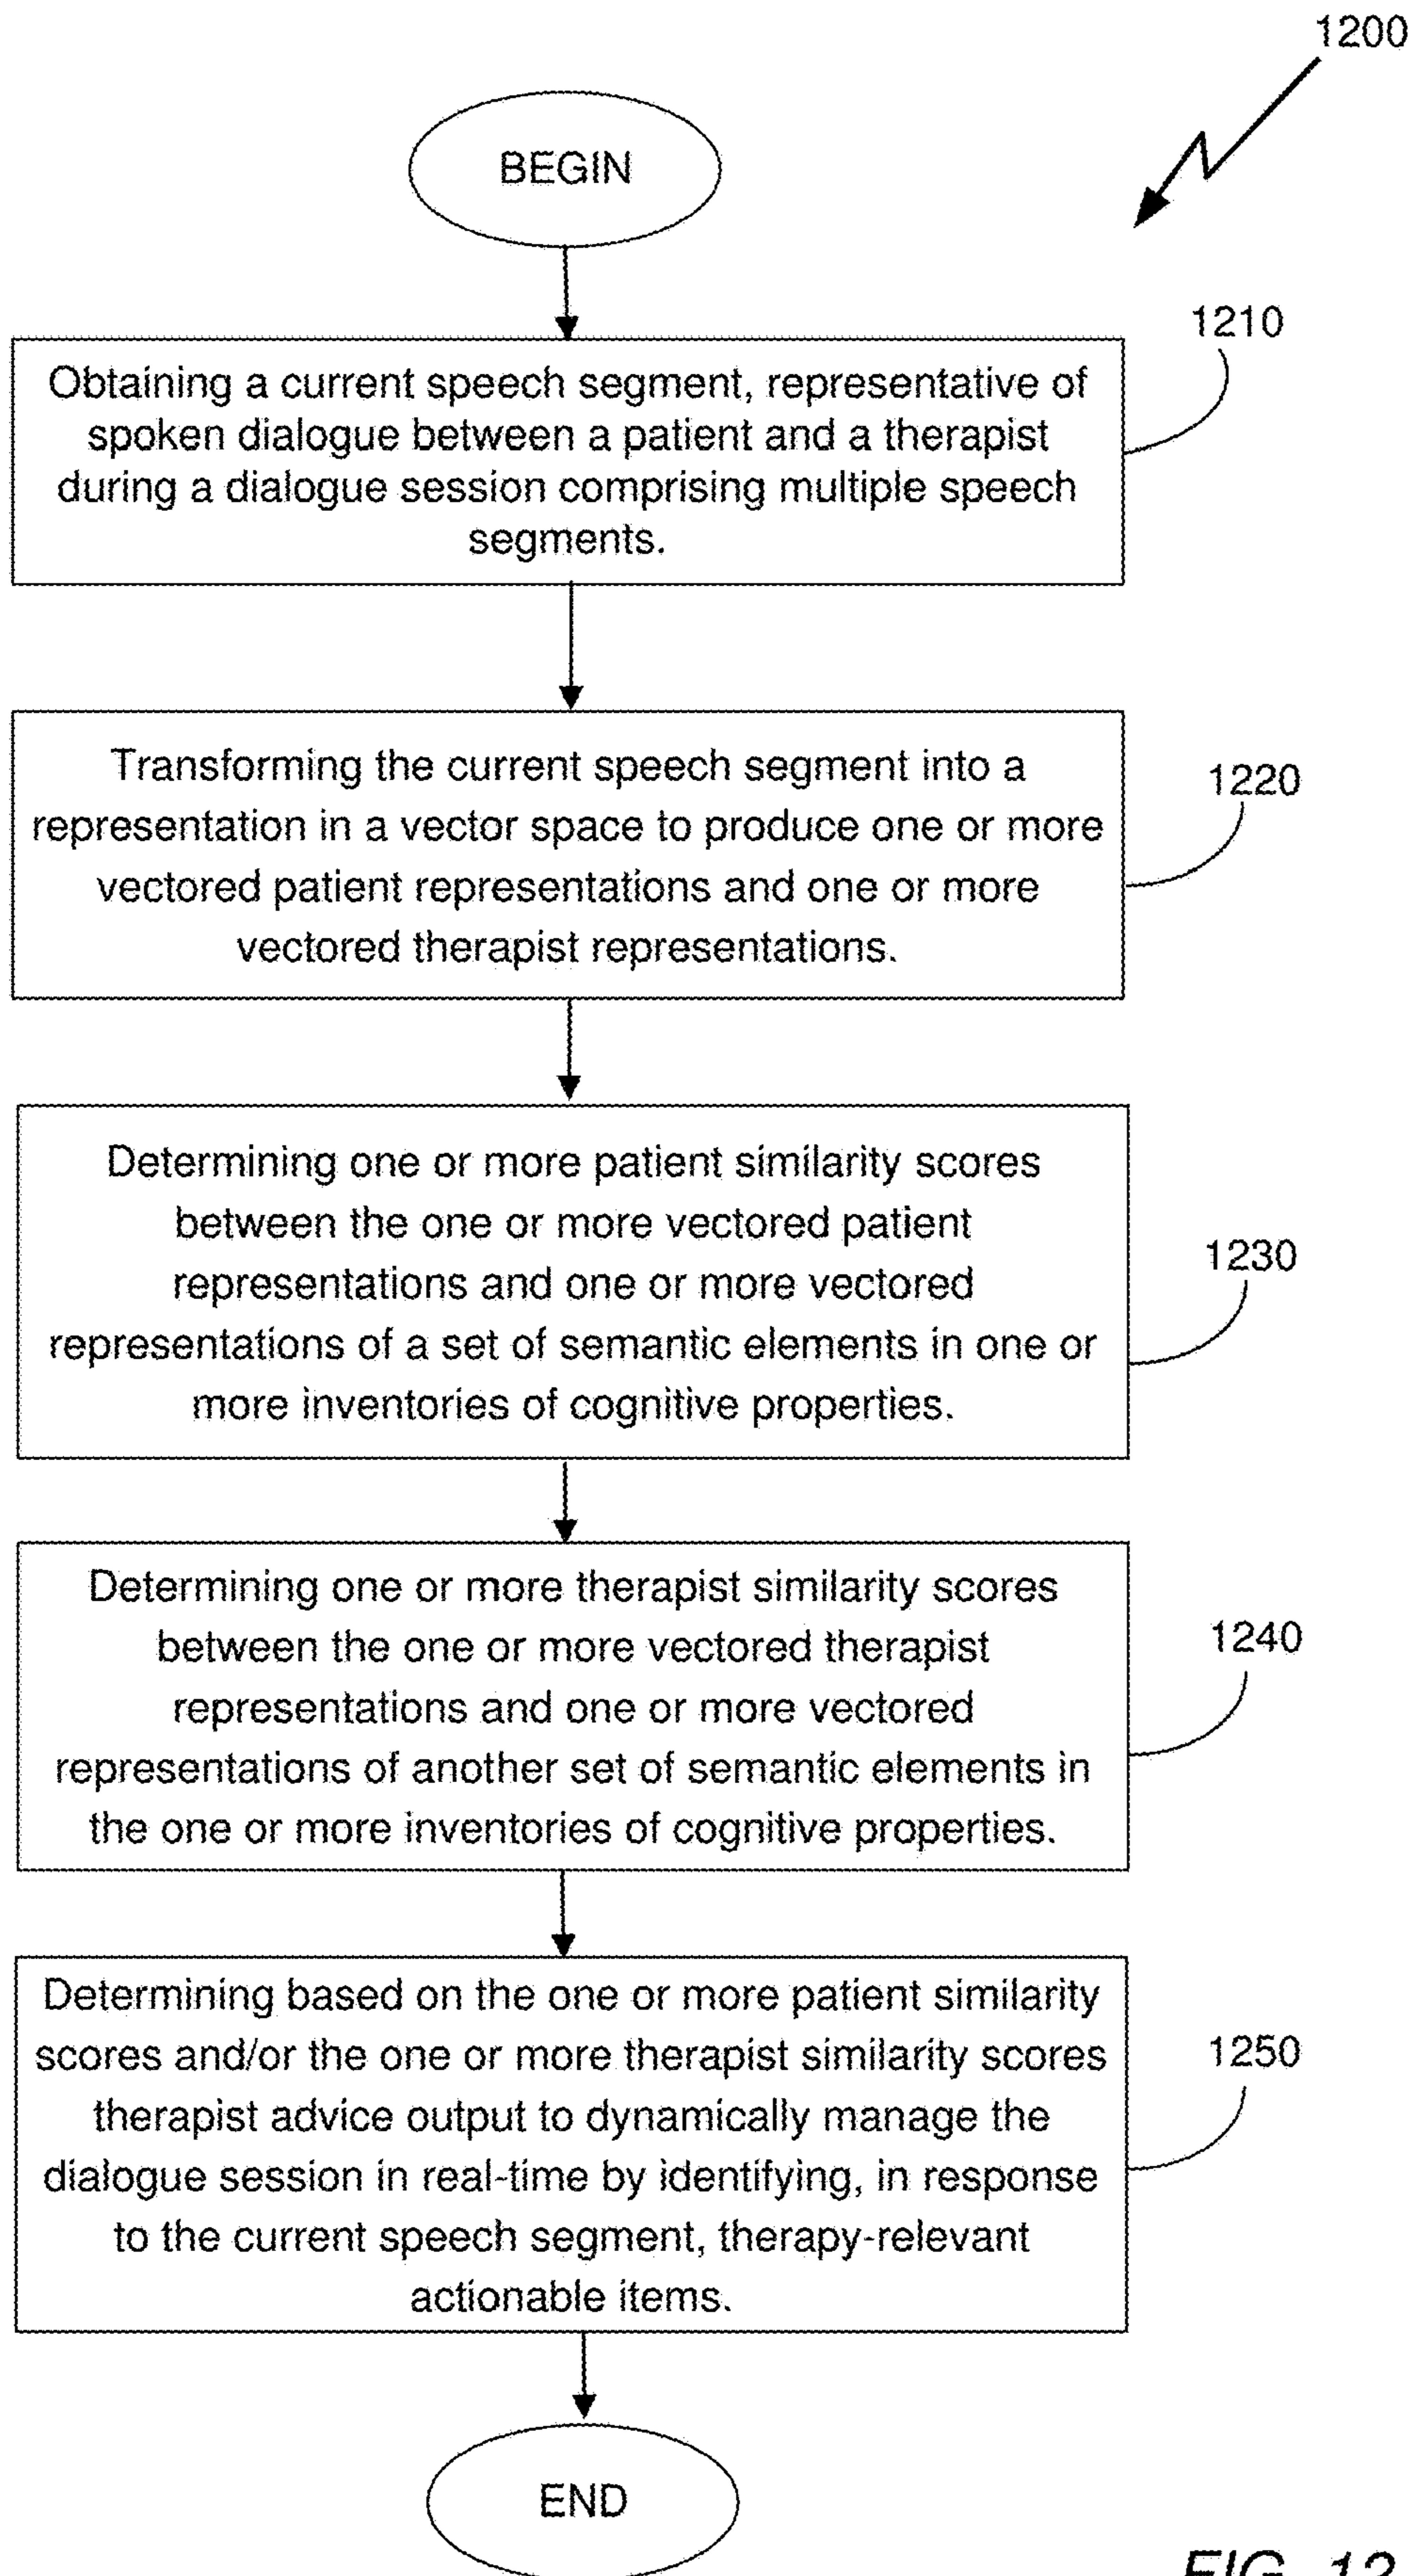 1200
BEGIN
1210
Obtaining a current speech segment, representative of
spoken dialogue between a patient and a therapist
during a dialogue session comprising multiple speech
segments.
1220
Transforming the current speech segment into a
representation in a vector space to produce one or more
vectored patient representations and one or more
vectored therapist representations.
1230
Determining one or more patient similarity scores
between the one or more vectored patient
representations and one or more vectored
representations of a set of semantic elements in one or
more inventories of cognitive properties.
1240
Determining one or more therapist similarity scores
between the one or more vectored therapist
representations and one or more vectored
representations of another set of semantic elements in
the one or more inventories of cognitive properties.
1250
Determining based on the one or more patient similarity
scores and/or the one or more therapist similarity scores
therapist advice output to dynamically manage the
dialogue session in real-time by identifying, in response
to the current speech segment, therapy-relevant
actionable items.
END
FIG. 12